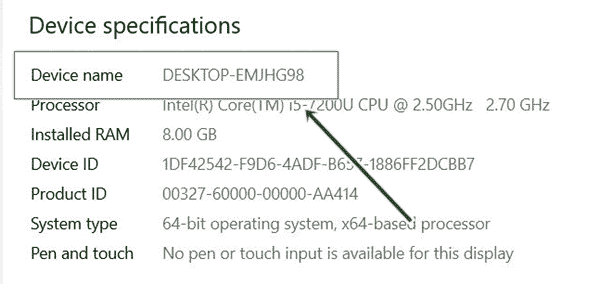 Device specifications
Device name DESKTOP-EMJHG98
Processor Intel(R) Core(TM) i5-7200U CPU @ 2.50GHz 2.70 GHz
Installed RAM 8.00 GB
Device ID 1DF42542-F9D6-4ADF-B657-1886FF2DCBB7
Product ID 00327-60000-00000-AA414
System type 64-bit operating system, x64-based processor
Pen and touch No pen or touch input is available for this display